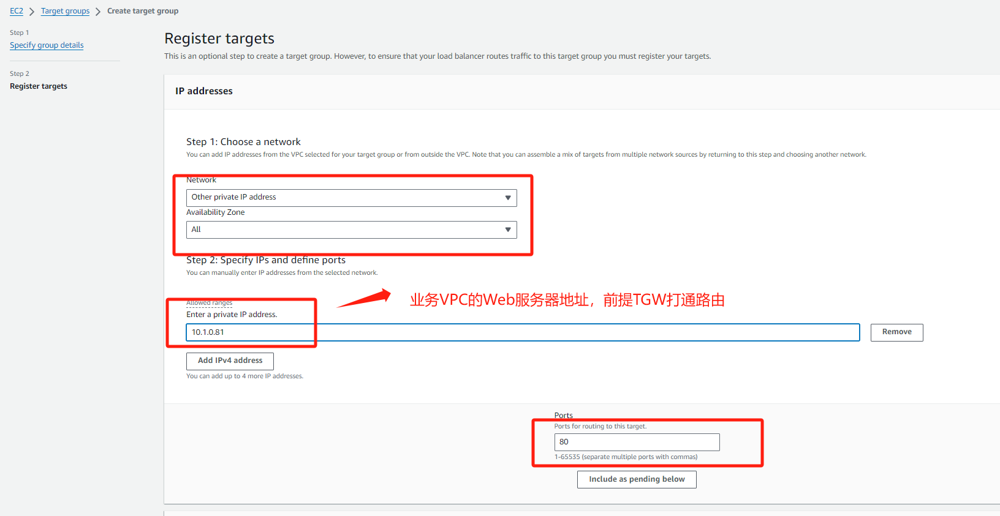 EC2 > Target groups > Create target group
Step 1
Specify group details
Step 2
Register targets
Register targets
This is an optional step to create a target group. However, to ensure that your load balancer routes traffic to this target group you must register your targets.
IP addresses
Step 1: Choose a network
You can add IP addresses from the VPC selected for your target group or from outside the VPC. Note that you can assemble a mix of targets from multiple network sources by returning to this step and choosing another network.
Network
Other private IP address
Availability Zone
All
Step 2: Specify IPs and define ports
You can manually enter IP addresses from the selected network.
业务VPC的Web服务器地址，前提TGW打通路由
Allowed ranges
Enter a private IP address.
10.1.0.81
Remove
Add IPv4 address
You can add up to 4 more IP addresses.
Ports
Ports for routing to this target.
80
1-65535 (separate multiple ports with commas)
Include as pending below